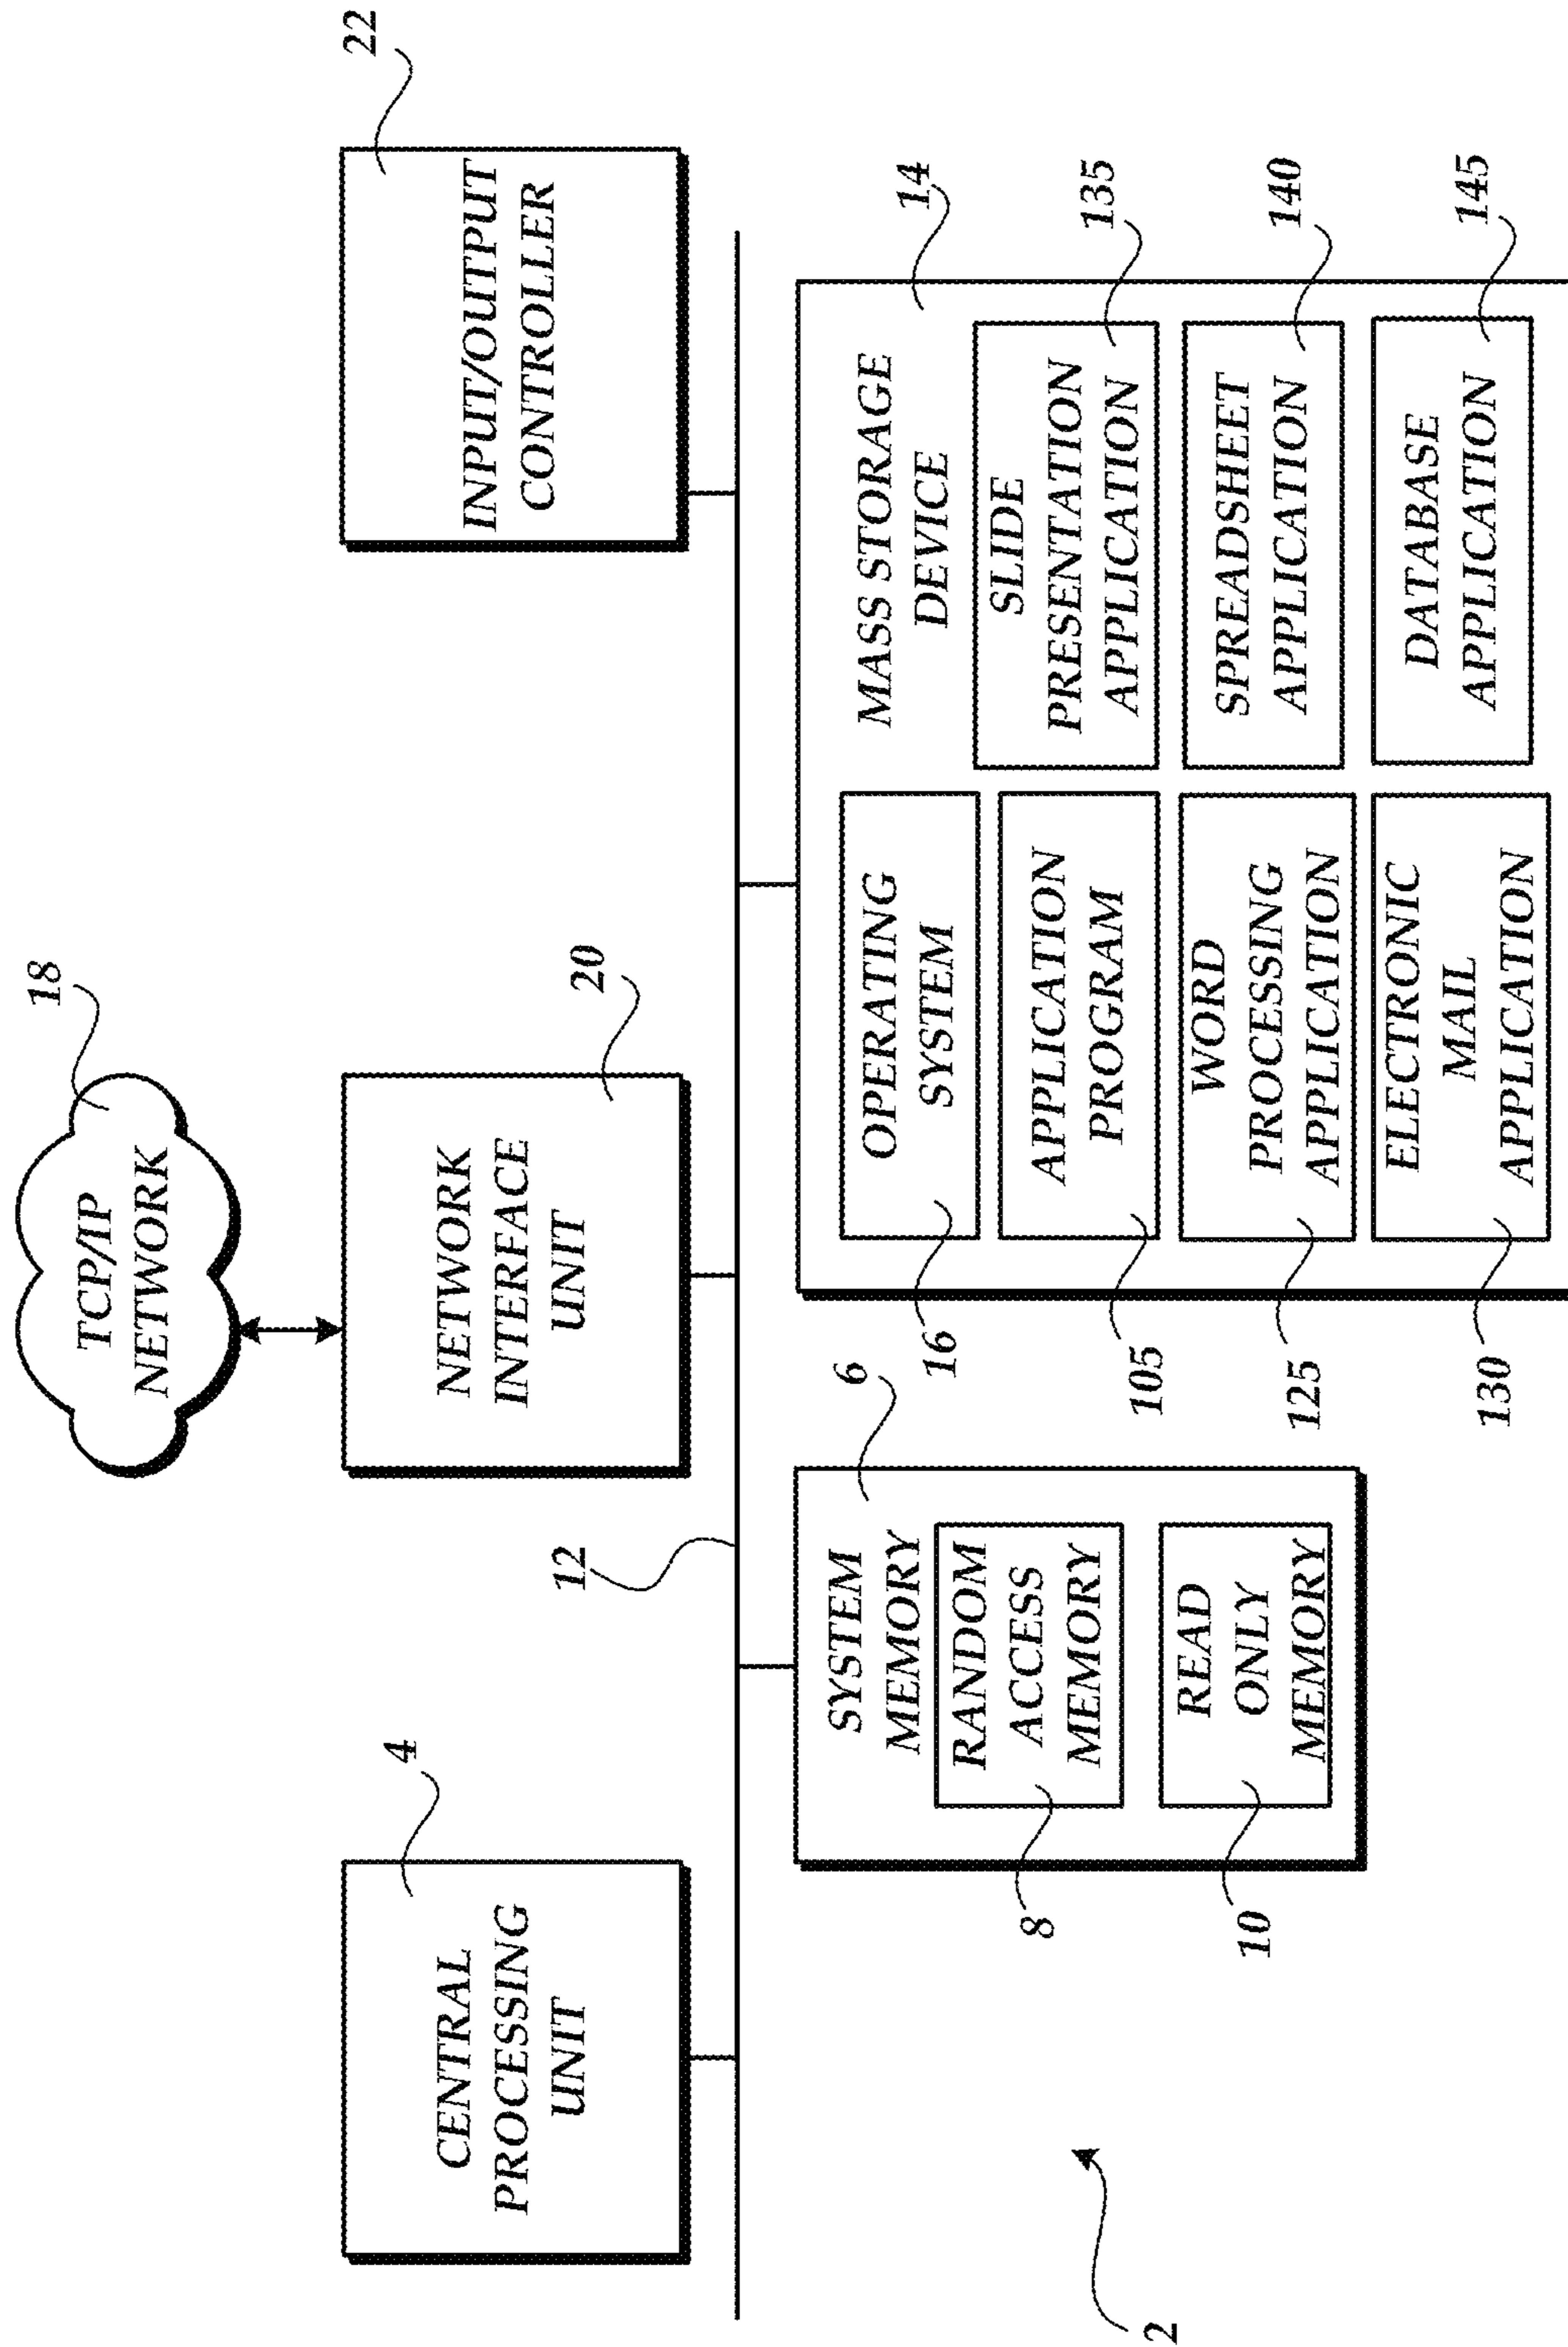 18
TCP/IP
NETWORK
4
CENTRAL
PROCESSING
UNIT
20
NETWORK
INTERFACE
UNIT
22
INPUT/OUTPUT
CONTROLLER
12
6
SYSTEM
MEMORY
RANDOM
ACCESS
MEMORY
8
READ
ONLY
MEMORY
10
14
MASS STORAGE
DEVICE
OPERATING
SYSTEM
16
APPLICATION
PROGRAM
105
WORD
PROCESSING
APPLICATION
125
ELECTRONIC
MAIL
APPLICATION
130
SLIDE
PRESENTATION
APPLICATION
135
SPREADSHEET
APPLICATION
140
DATABASE
APPLICATION
145
2